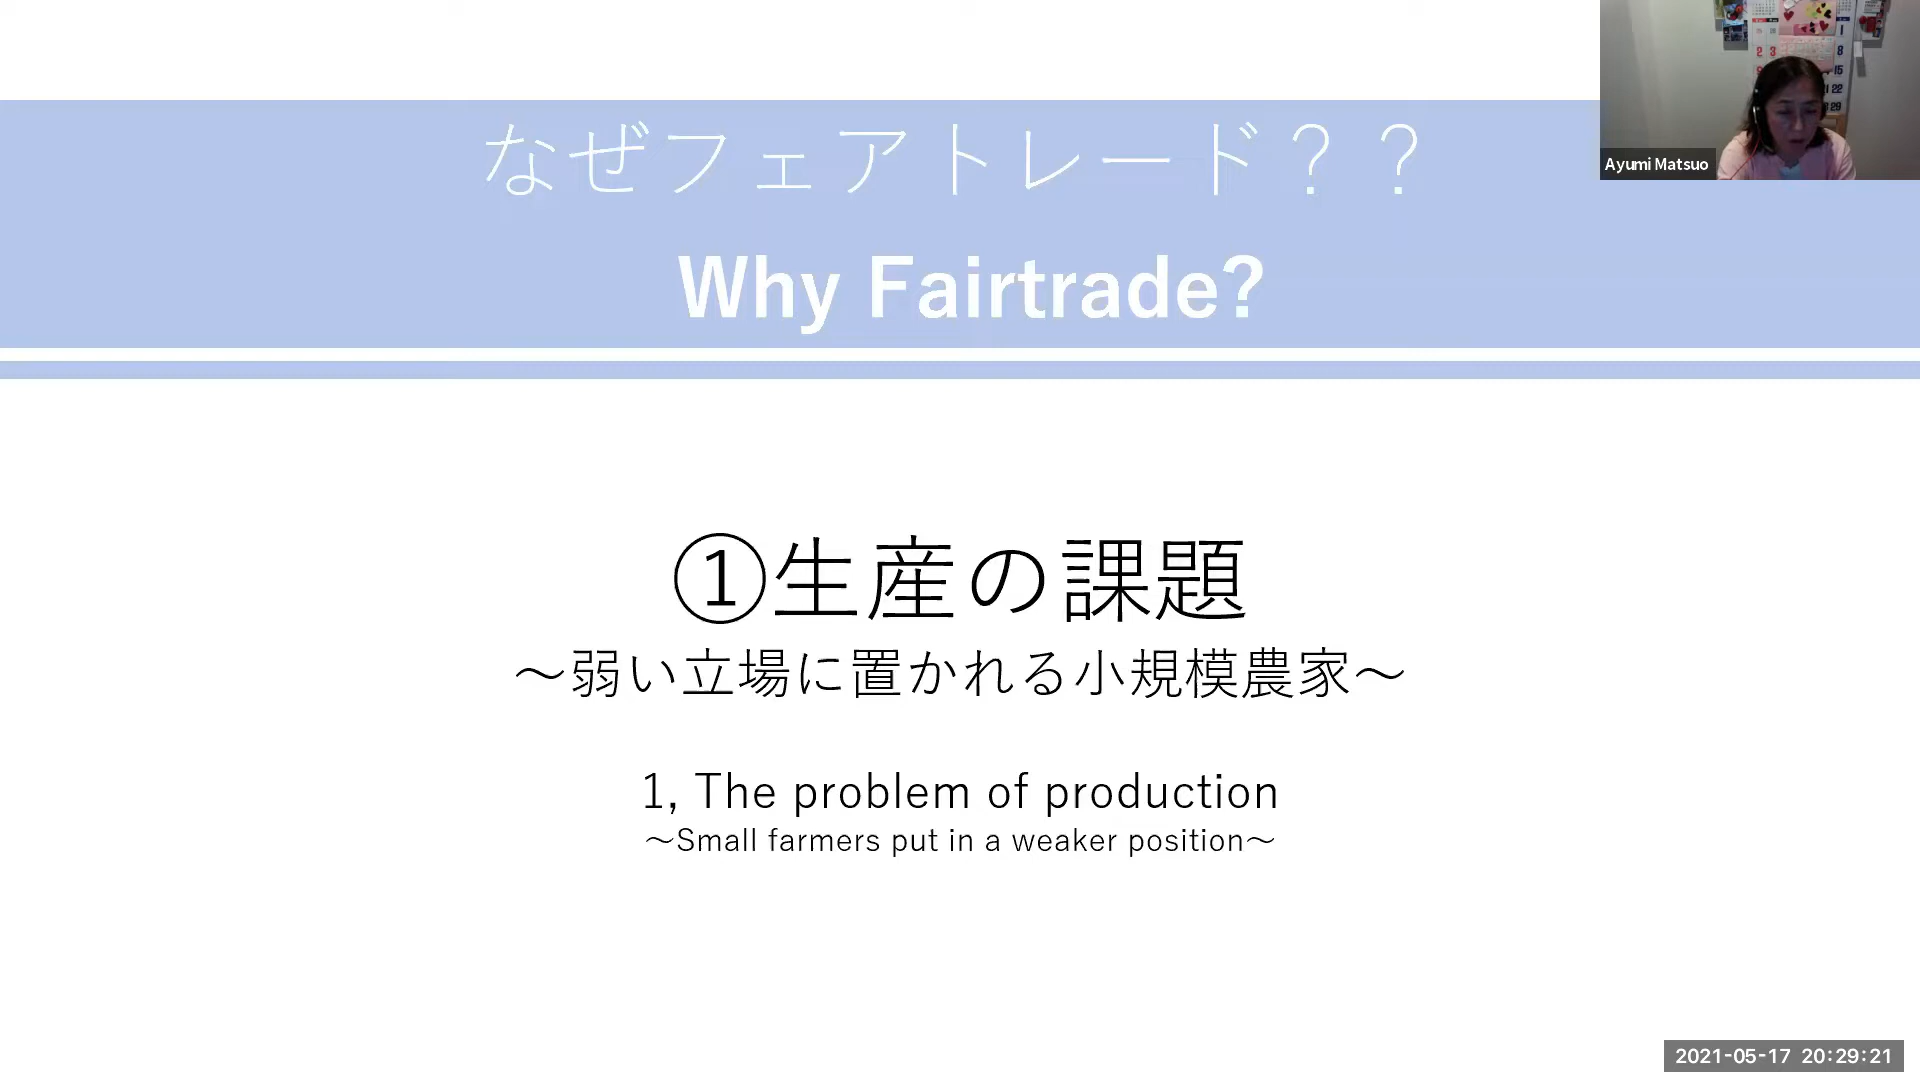 なぜフェアトレード？？
Why Fairtrade?
Ayumi Matsuo
①生産の課題
～弱い立場に置かれる小規模農家～
1, The problem of production
～Small farmers put in a weaker position～
2021-05-17 20:29:21